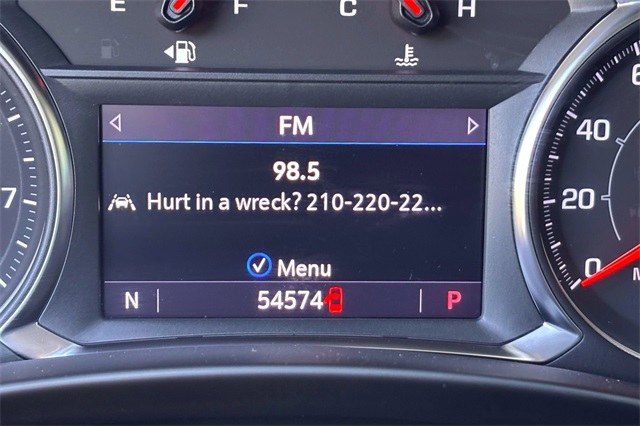 E F C H
FM
98.5
Hurt in a wreck? 210-220-22...
Menu
N 54574 P
7
40
20
0